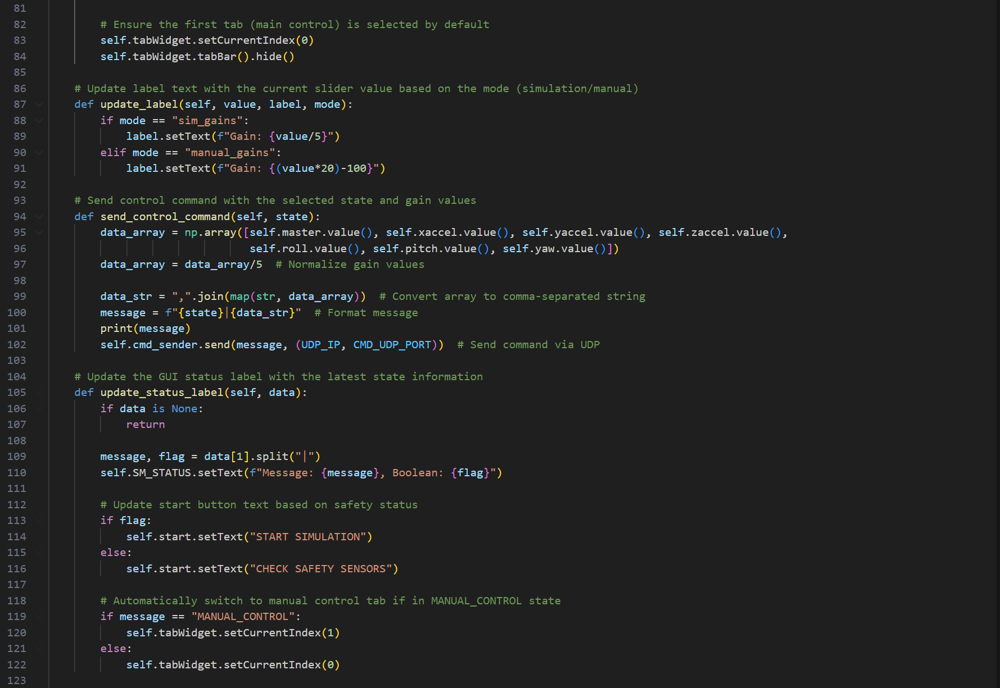 81
82 # Ensure the first tab (main control) is selected by default
83 self.tabWidget.setCurrentIndex(0)
84 self.tabWidget.tabBar().hide()
85
86 # Update label text with the current slider value based on the mode (simulation/manual)
87 def update_label(self, value, label, mode):
88 if mode == "sim_gains":
89 label.setText(f"Gain: {value/5}")
90 elif mode == "manual_gains":
91 label.setText(f"Gain: {(value*20)-100}")
92
93 # Send control command with the selected state and gain values
94 def send_control_command(self, state):
95 data_array = np.array([self.master.value(), self.xaccel.value(), self.yaccel.value(), self.zaccel.value(),
96 self.roll.value(), self.pitch.value(), self.yaw.value()])
97 data_array = data_array/5  # Normalize gain values
98
99 data_str = ",".join(map(str, data_array))  # Convert array to comma-separated string
100 message = f"{state}|{data_str}"  # Format message
101 print(message)
102 self.cmd_sender.send(message, (UDP_IP, CMD_UDP_PORT))  # Send command via UDP
103
104 # Update the GUI status label with the latest state information
105 def update_status_label(self, data):
106 if data is None:
107 return
108
109 message, flag = data[1].split("|")
110 self.SM_STATUS.setText(f"Message: {message}, Boolean: {flag}")
111
112 # Update start button text based on safety status
113 if flag:
114 self.start.setText("START SIMULATION")
115 else:
116 self.start.setText("CHECK SAFETY SENSORS")
117
118 # Automatically switch to manual control tab if in MANUAL_CONTROL state
119 if message == "MANUAL_CONTROL":
120 self.tabWidget.setCurrentIndex(1)
121 else:
122 self.tabWidget.setCurrentIndex(0)
123